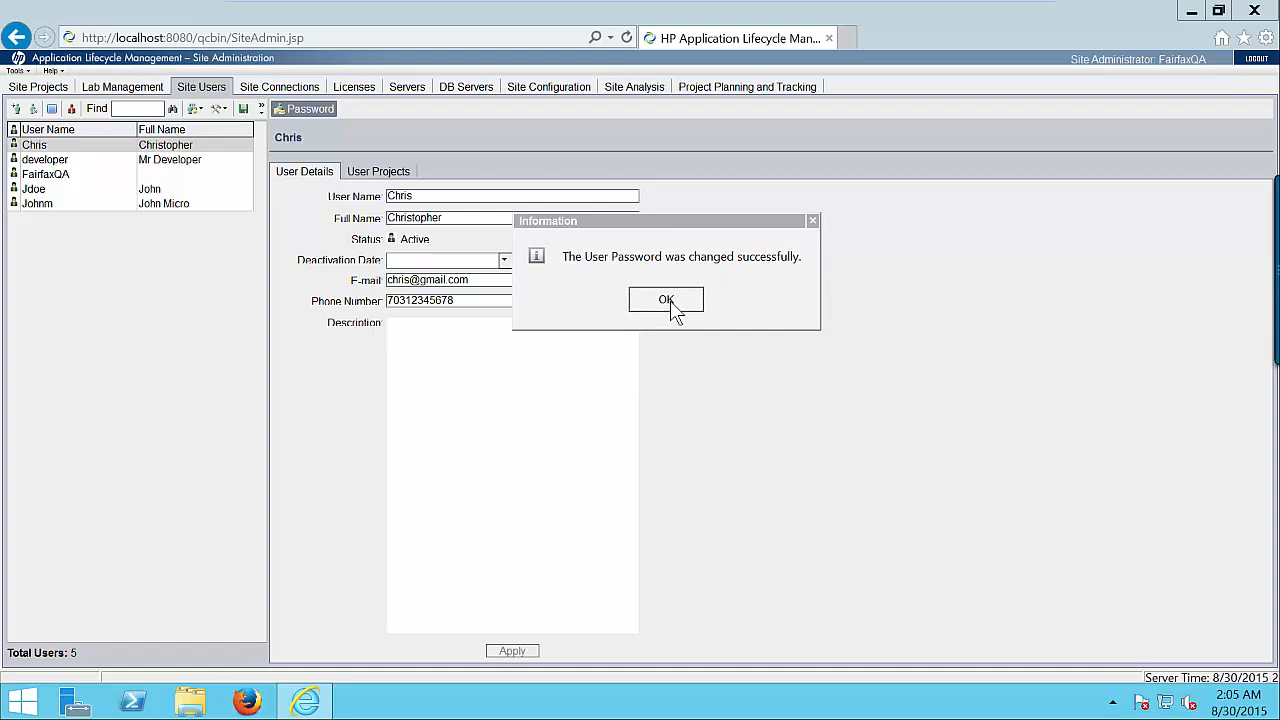 http://localhost:8080/qcbin/SiteAdmin.jsp
HP Application Lifecycle Man...
hp Application Lifecycle Management - Site Administration
Site Administrator: FairfaxQA
LOGOUT
Tools Help
Site Projects Lab Management Site Users Site Connections Licenses Servers DB Servers Site Configuration Site Analysis Project Planning and Tracking
Find
Password
User Name Full Name
Chris Christopher
developer Mr Developer
FairfaxQA
Jdoe John
Johnm John Micro
Total Users: 5
Chris
User Details User Projects
User Name: Chris
Full Name: Christopher
Status: Active
Deactivation Date:
E-mail: chris@gmail.com
Phone Number: 70312345678
Description:
Information
The User Password was changed successfully.
OK
Apply
Server Time: 8/30/2015 2
2:05 AM
8/30/2015